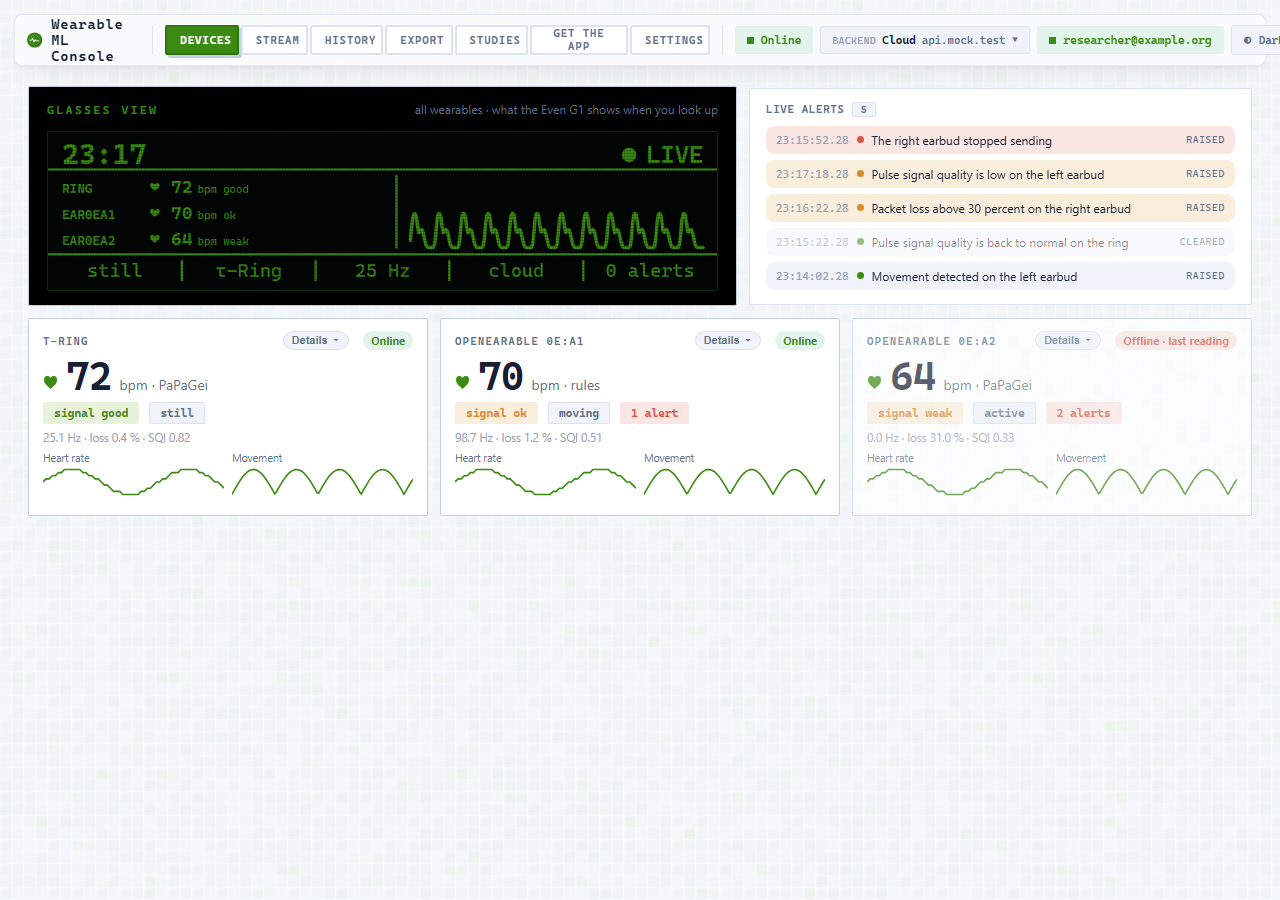 Wearable
ML
Console
DEVICES
STREAM
HISTORY
EXPORT
STUDIES
GET THE
APP
SETTINGS
Online
BACKEND Cloud api.mock.test ▼
researcher@example.org
GLASSES VIEW
all wearables · what the Even G1 shows when you look up
23:17
LIVE
RING 72 bpm good
EAR0EA1 70 bpm ok
EAR0EA2 64 bpm weak
still
τ-Ring
25 Hz
cloud
0 alerts
LIVE ALERTS 5
23:15:52.28 The right earbud stopped sending RAISED
23:17:18.28 Pulse signal quality is low on the left earbud RAISED
23:16:22.28 Packet loss above 30 percent on the right earbud RAISED
23:15:22.28 Pulse signal quality is back to normal on the ring CLEARED
23:14:02.28 Movement detected on the left earbud RAISED
T-RING
Details
Online
72 bpm · PaPaGei
signal good
still
25.1 Hz · loss 0.4 % · SQI 0.82
Heart rate
Movement
OPENEARABLE 0E:A1
Details
Online
70 bpm · rules
signal ok
moving
1 alert
98.7 Hz · loss 1.2 % · SQI 0.51
Heart rate
Movement
OPENEARABLE 0E:A2
Details
Offline · last reading
64 bpm · PaPaGei
signal weak
active
2 alerts
0.0 Hz · loss 31.0 % · SQI 0.33
Heart rate
Movement